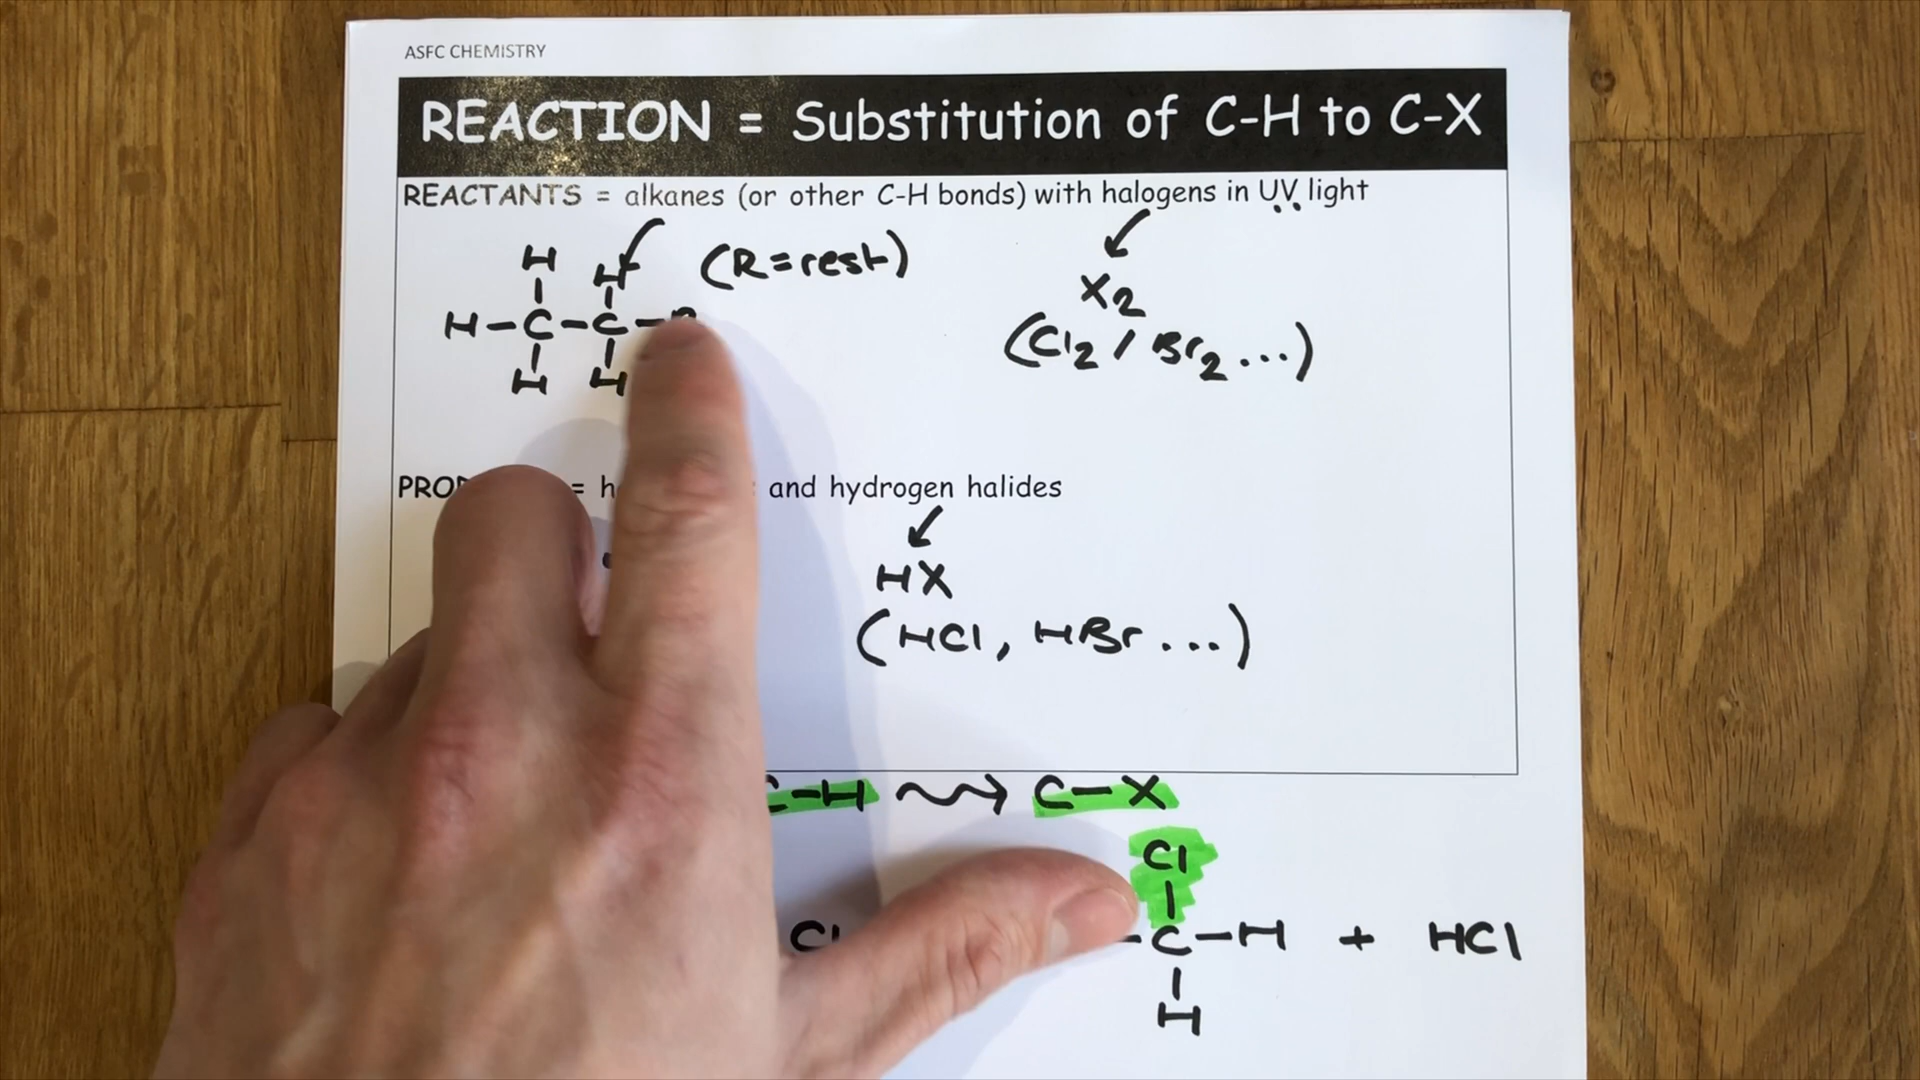 ASFC CHEMISTRY
REACTION = Substitution of C-H to C-X
REACTANTS = alkanes (or other C-H bonds) with halogens in UV light
H H (R=rest)
H-C-C-
H H
X2
(Cl2 / Br2 ...)
= and hydrogen halides
HX
(HCl, HBr ...)
C-H → C-X
Cl
Cl -C-H + HCl
H